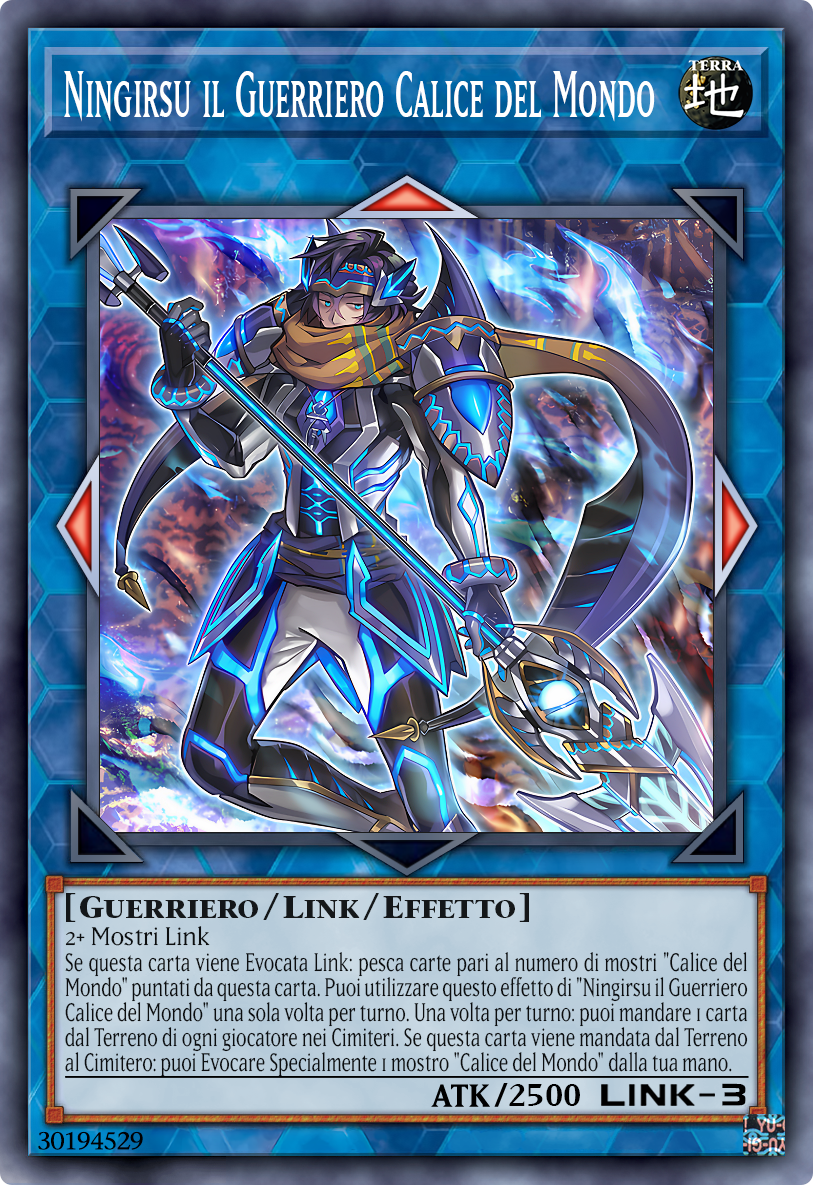 Ningirsu il Guerriero Calice del Mondo
TERRA
地
[Guerriero/Link/Effetto]
2+ Mostri Link
Se questa carta viene Evocata Link: pesca carte pari al numero di mostri "Calice del
Mondo" puntati da questa carta. Puoi utilizzare questo effetto di "Ningirsu il Guerriero
Calice del Mondo" una sola volta per turno. Una volta per turno: puoi mandare 1 carta
dal Terreno di ogni giocatore nei Cimiteri. Se questa carta viene mandata dal Terreno
al Cimitero: puoi Evocare Specialmente 1 mostro "Calice del Mondo" dalla tua mano.
ATK/2500 LINK-3
30194529